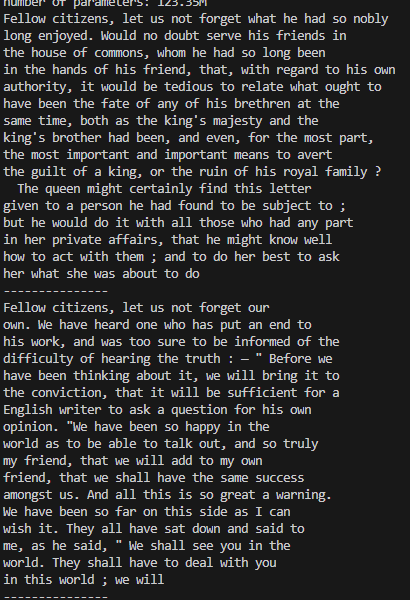 number of parameters: 123.35M
Fellow citizens, let us not forget what he had so nobly
long enjoyed. Would no doubt serve his friends in
the house of commons, whom he had so long been
in the hands of his friend, that, with regard to his own
authority, it would be tedious to relate what ought to
have been the fate of any of his brethren at the
same time, both as the king's majesty and the
king's brother had been, and even, for the most part,
the most important and important means to avert
the guilt of a king, or the ruin of his royal family ?
  The queen might certainly find this letter
given to a person he had found to be subject to ;
but he would do it with all those who had any part
in her private affairs, that he might know well
how to act with them ; and to do her best to ask
her what she was about to do
---------------
Fellow citizens, let us not forget our
own. We have heard one who has put an end to
his work, and was too sure to be informed of the
difficulty of hearing the truth : — " Before we
have been thinking about it, we will bring it to
the conviction, that it will be sufficient for a
English writer to ask a question for his own
opinion. "We have been so happy in the
world as to be able to talk out, and so truly
my friend, that we will add to my own
friend, that we shall have the same success
amongst us. And all this is so great a warning.
We have been so far on this side as I can
wish it. They all have sat down and said to
me, as he said, " We shall see you in the
world. They shall have to deal with you
in this world ; we will
---------------